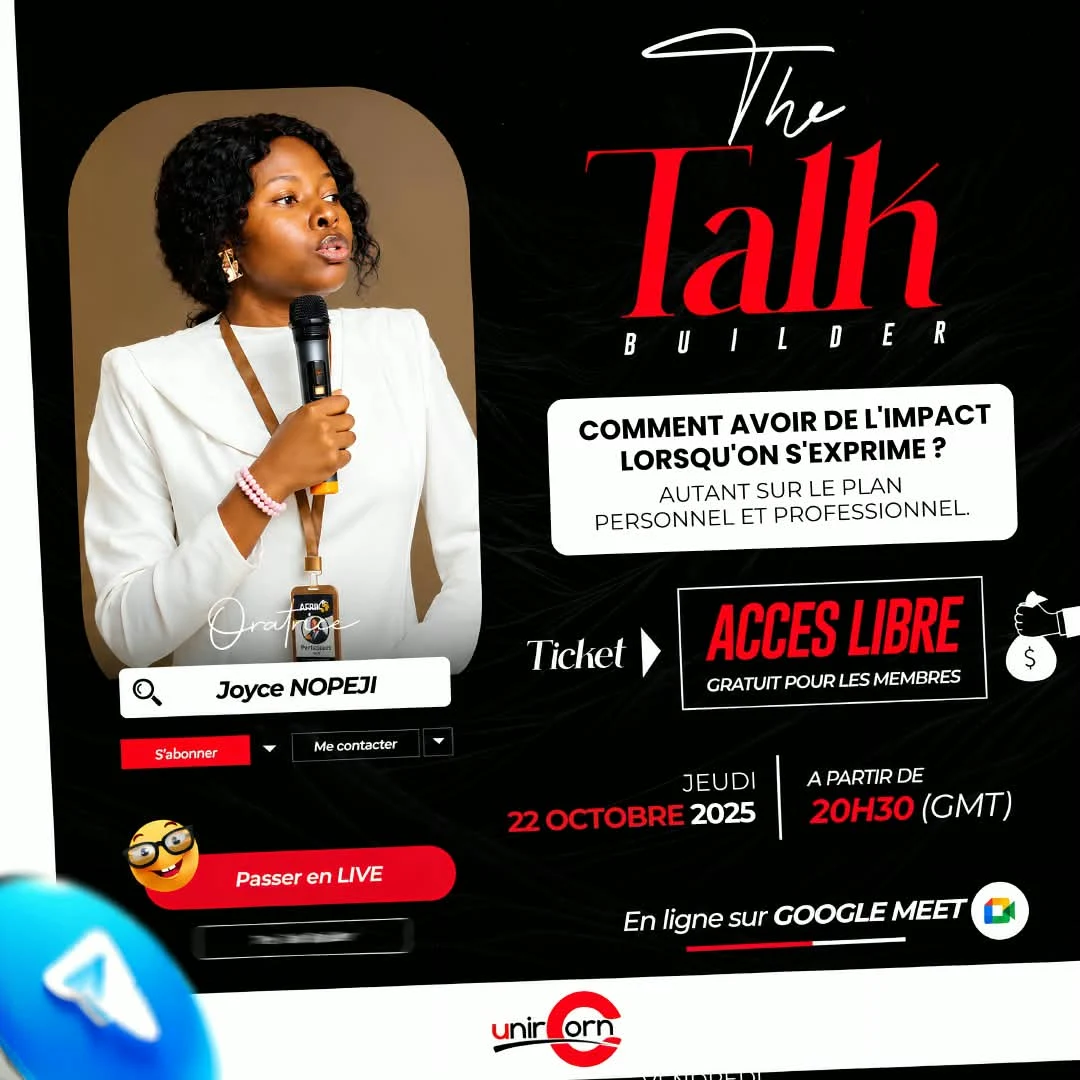 The
Talk
BUILDER
COMMENT AVOIR DE L'IMPACT
LORSQU'ON S'EXPRIME ?
AUTANT SUR LE PLAN
PERSONNEL ET PROFESSIONNEL.
Ticket
ACCES LIBRE
GRATUIT POUR LES MEMBRES
$
Oratrice
Joyce NOPEJI
S'abonner
Me contacter
JEUDI
22 OCTOBRE 2025
A PARTIR DE
20H30 (GMT)
Passer en LIVE
En ligne sur GOOGLE MEET
unirCorn
VENDREDI